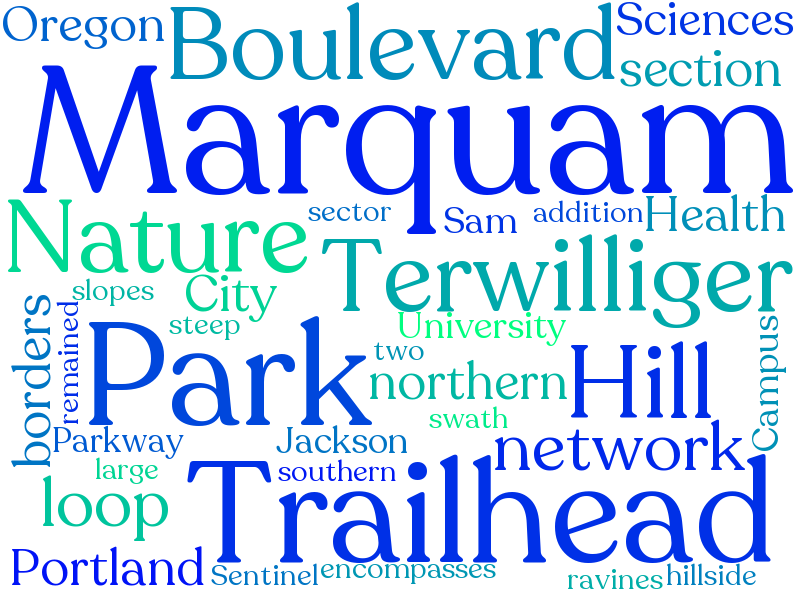 Oregon
Boulevard
Sciences
section
Marquam
Nature
sector
Sam
addition
Health
Terwilliger
slopes
City
steep
University
borders
remained
Park
two
northern
Hill
Campus
swath
Parkway
Jackson
network
large
southern
loop
Trailhead
Portland
Sentinel
encompasses
ravines
hillside